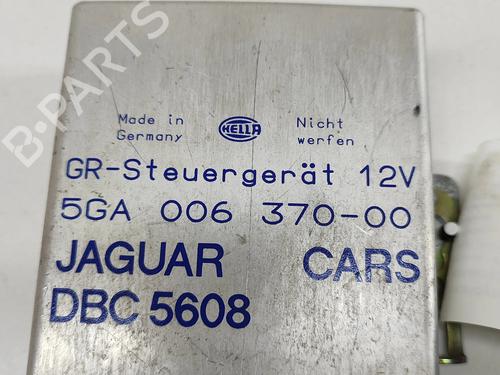 B-PARTS
Made in Germany
HELLA
Nicht werfen
GR-Steuergerät 12V
5GA 006 370-00
JAGUAR CARS
DBC 5608